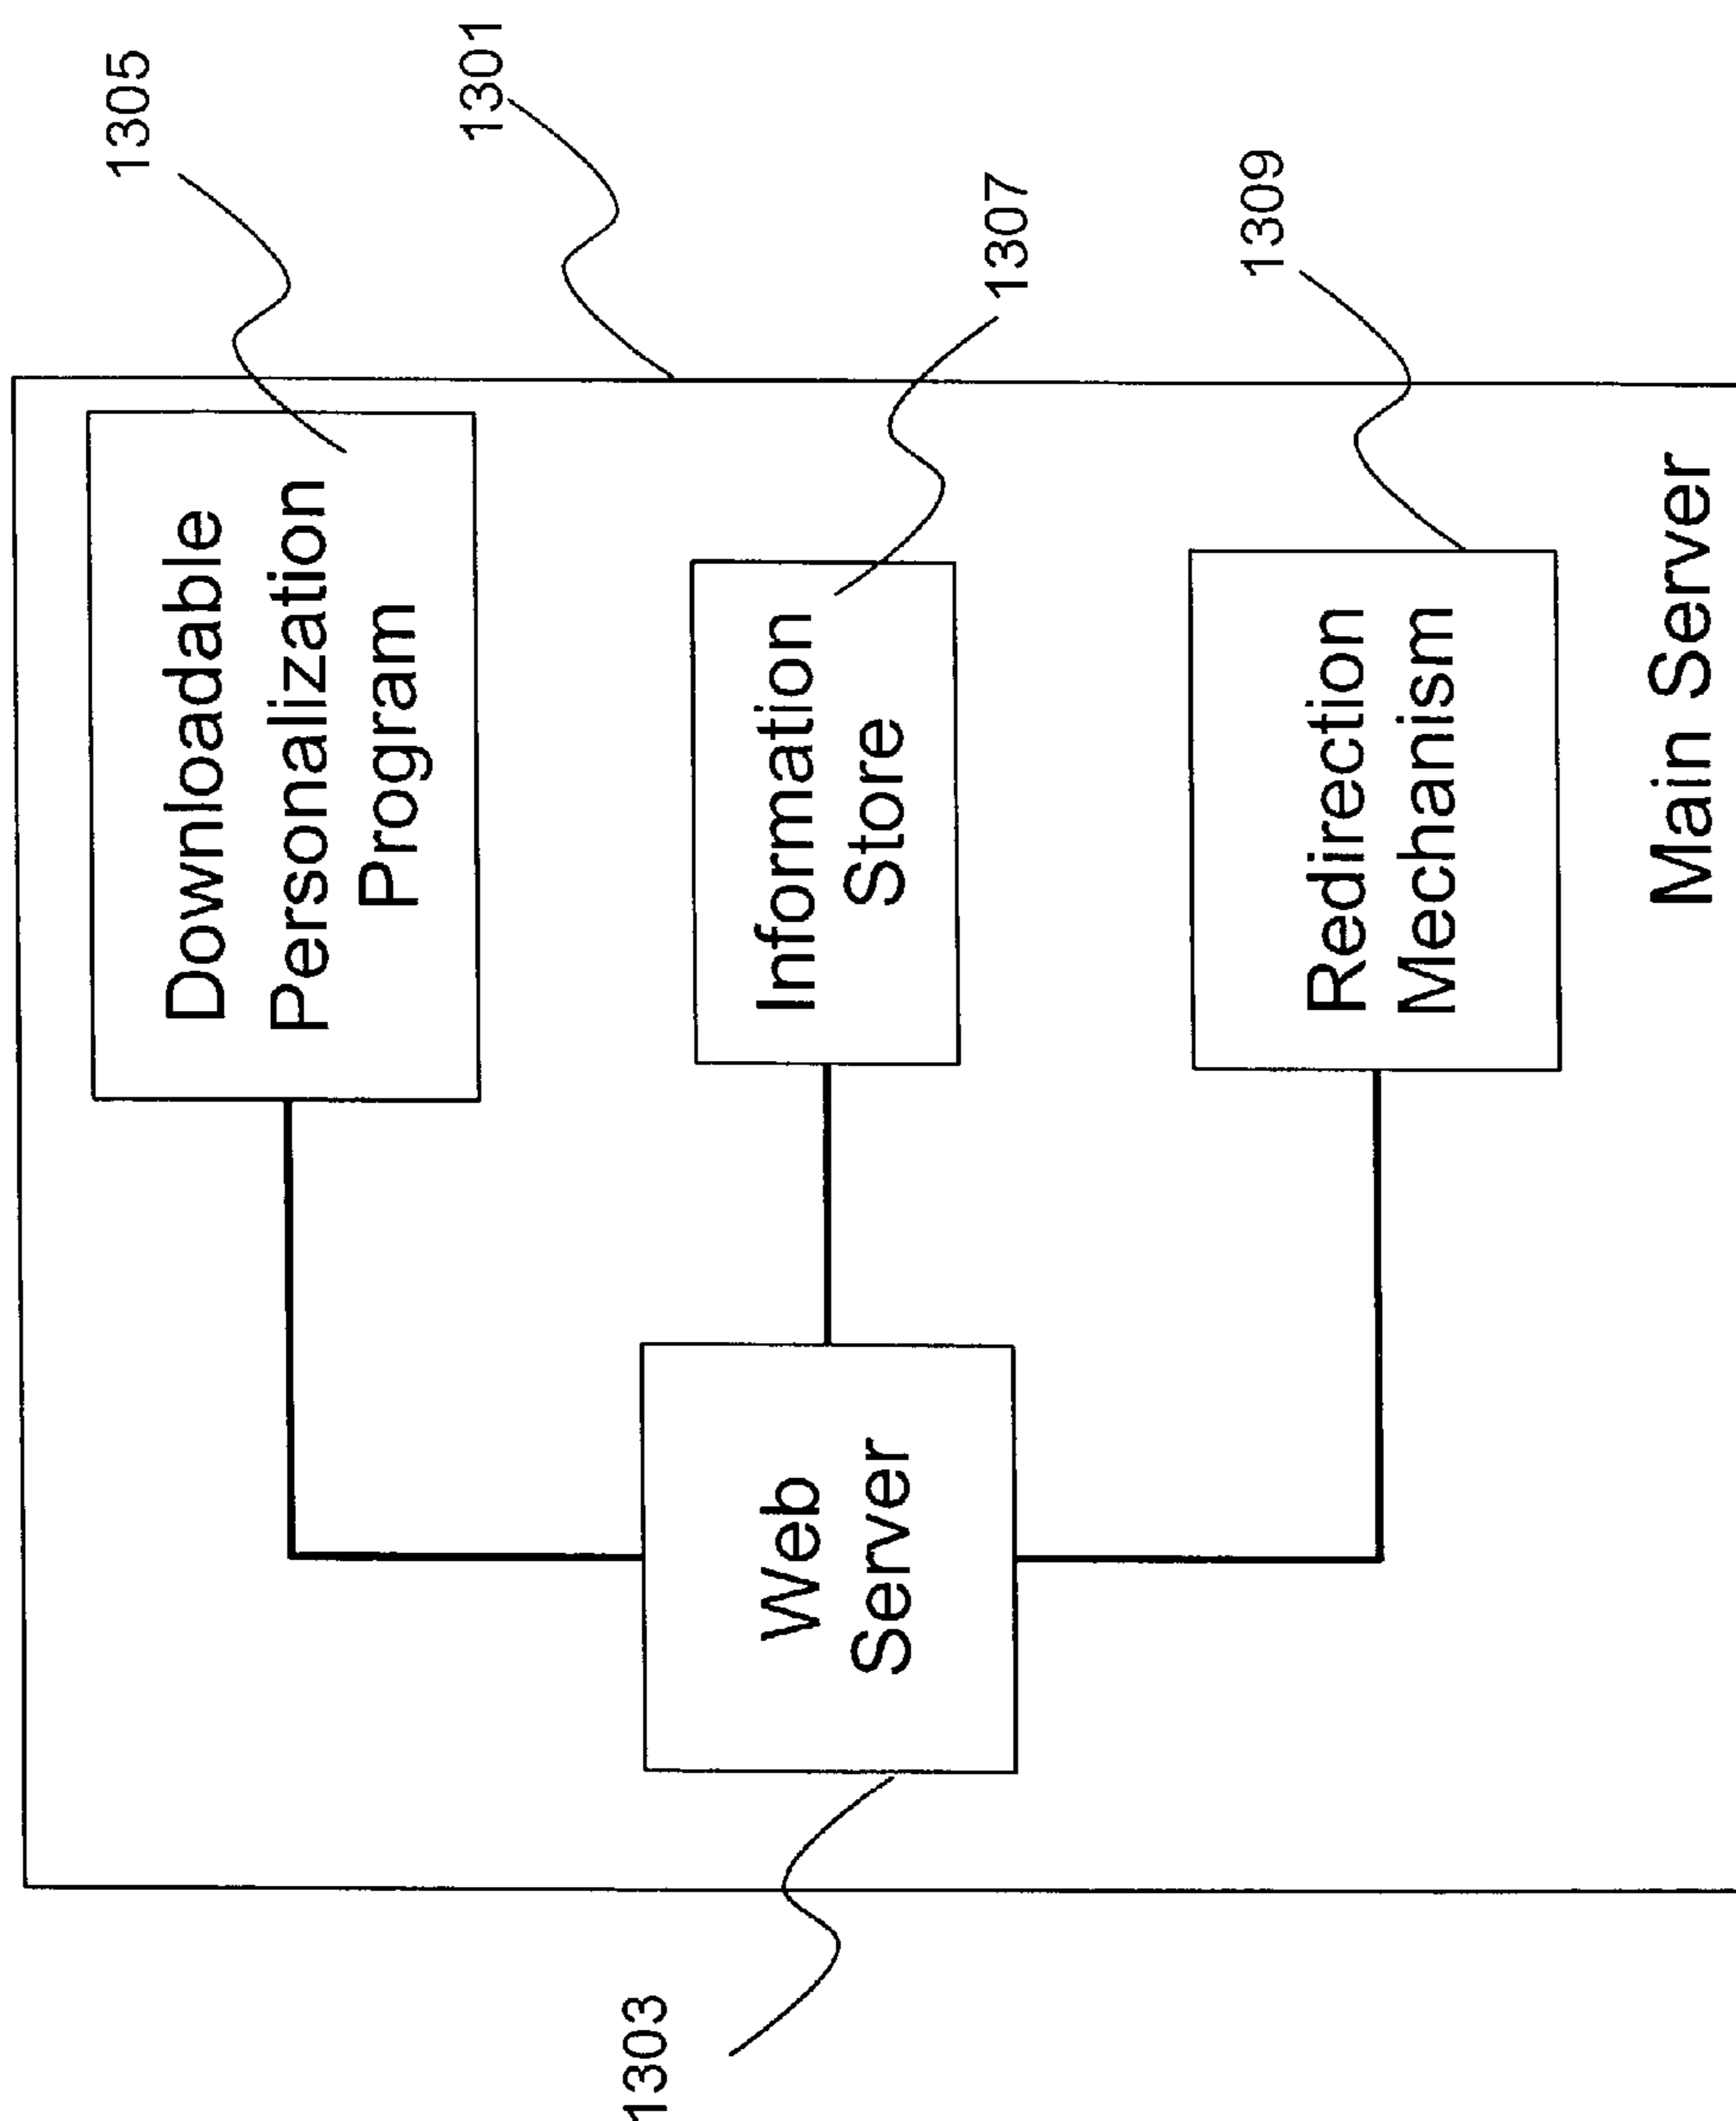 1305
1301
1307
1309
1303
Downloadable
Personalization
Program
Information
Store
Redirection
Mechanism
Web
Server
Main Server